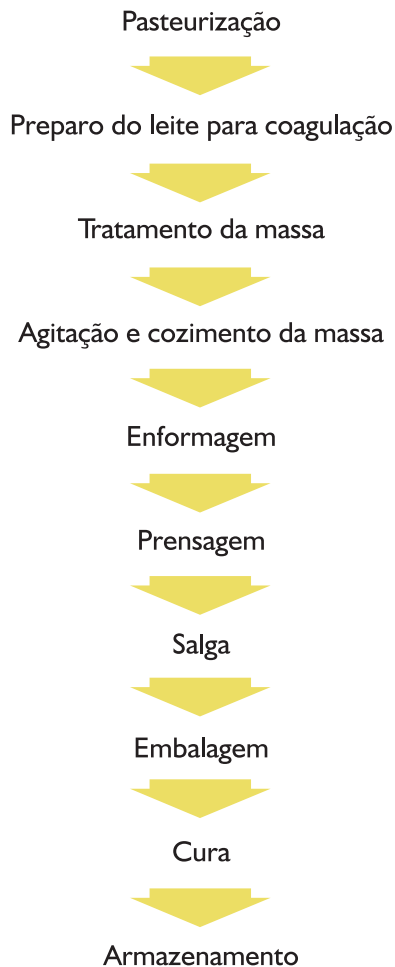 Pasteurização
Preparo do leite para coagulação
Tratamento da massa
Agitação e cozimento da massa
Enformagem
Prensagem
Salga
Embalagem
Cura
Armazenamento